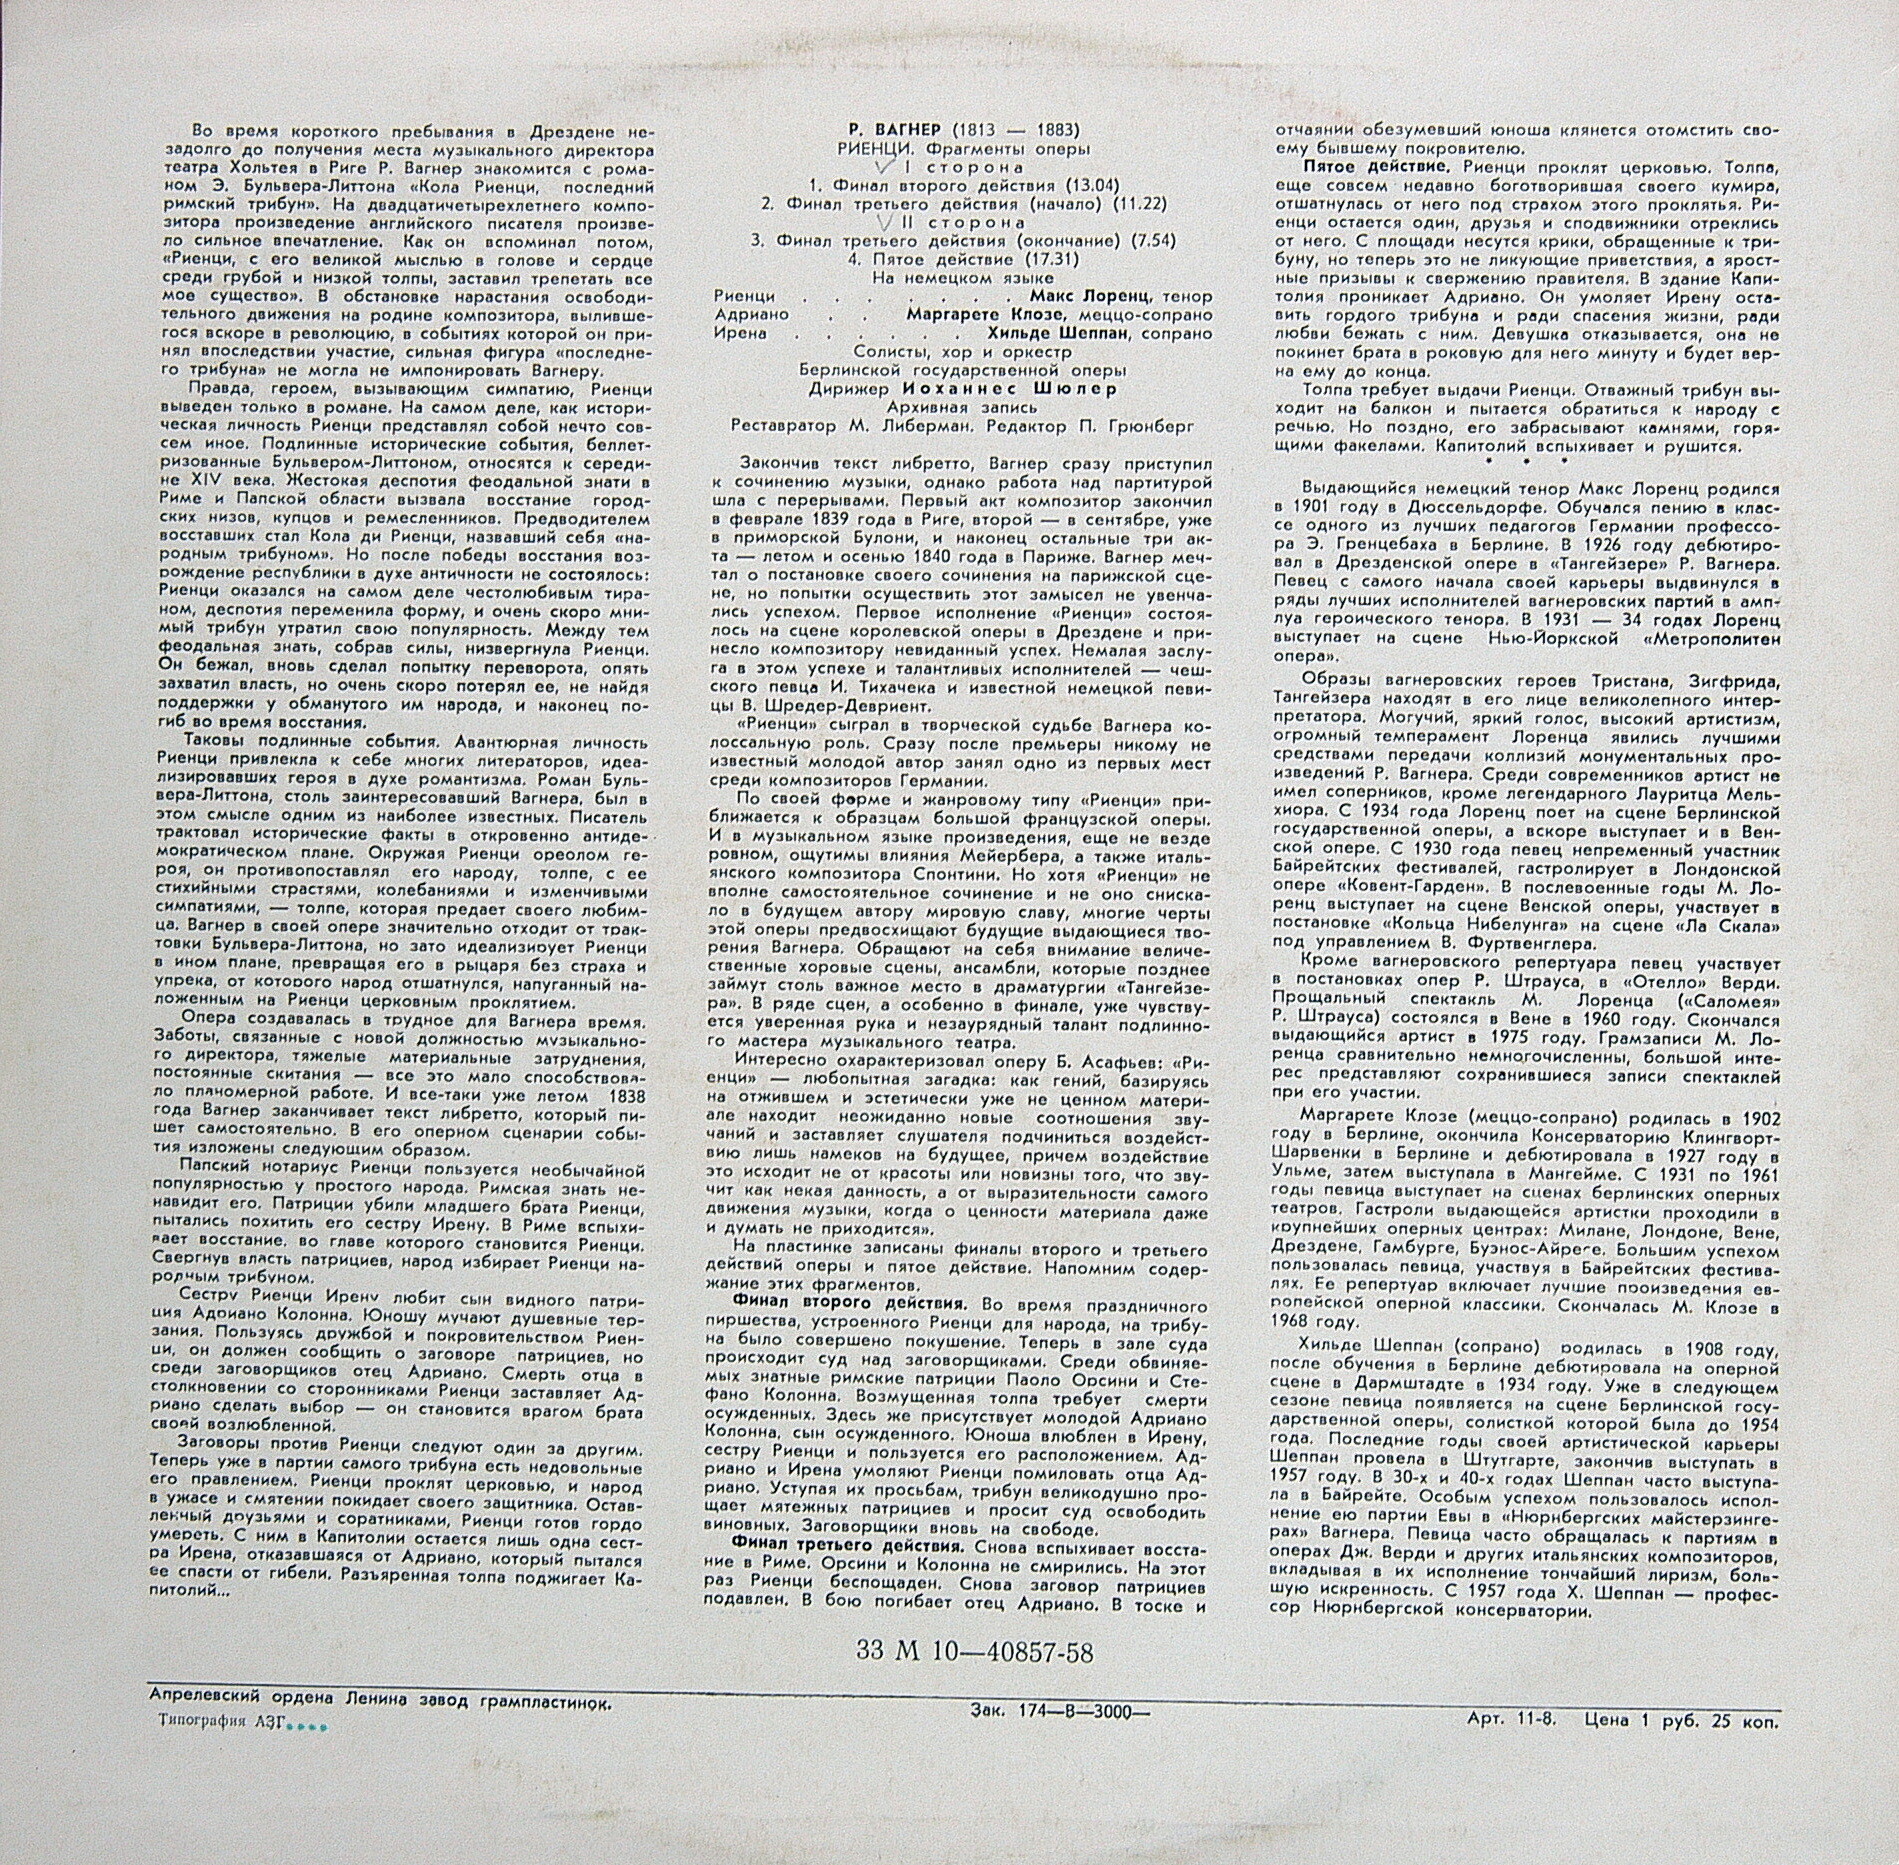 Во время короткого пребывания в Дрездене не-
задолго до получения места музыкального директора
театра Хольтея в Риге Р. Вагнер знакомится с рома-
ном Э. Бульвера-Литтона «Кола Риенци, последний
римский трибун». На двадцатичетырехлетнего компо-
зитора произведение английского писателя произве-
ло сильное впечатление. Как он вспоминал потом,
«Риенци, с его великой мыслью в голове и сердце
среди грубой и низкой толпы, заставил трепетать все
мое существо». В обстановке нарастания освободи-
тельного движения на родине композитора, вылившe-
гося вскоре в революцию, в событиях которой он при-
нял впоследствии участие, сильная фигура «последне-
го трибуна» не могла не импонировать Вагнеру.
Правда, героем, вызывающим симпатию, Риенци
выведен только в романе. На самом деле, как истори-
ческая личность Риенци представлял собой нечто сов-
сем иное. Подлинные исторические события, беллет-
ризованные Бульвером-Литтоном, относятся к середи-
не XIV века. Жестокая деспотия феодальной знати в
Риме и Папской области вызвала восстание город-
ских низов, купцов и ремесленников. Предводителем
восставших стал Кола ди Риенци, назвавший себя «на-
родным трибуном». Но после победы восстания воз-
рождение республики в духе античности не состоялось:
Риенци оказался на самом деле честолюбивым тира-
ном, деспотия переменила форму, и очень скоро мни-
мый трибун утратил свою популярность. Между тем
феодальная знать, собрав силы, низвергнула Риенци.
Он бежал, вновь сделал попытку переворота, опять
захватил власть, но очень скоро потерял ее, не найдя
поддержки у обманутого им народа, и наконец по-
гиб во время восстания.
Таковы подлинные события. Авантюрная личность
Риенци привлекла к себе многих литераторов, идеа-
лизировавших героя в духе романтизма. Роман Буль-
вера-Литтона, столь заинтересовавший Вагнера, был в
этом смысле одним из наиболее известных. Писатель
трактовал исторические факты в откровенно антиде-
мократическом плане. Окружая Риенци ореолом ге-
роя, он противопоставлял его народу, толпе, с ее
стихийными страстями, колебаниями и изменчивыми
симпатиями, — толпе, которая предает своего любим-
ца. Вагнер в своей опере значительно отходит от трак-
товки Бульвера-Литтона, но зато идеализирует Риенци
в ином плане, превращая его в рыцаря без страха и
упрека, от которого народ отшатнулся, напуганный на-
ложенным на Риенци церковным проклятием.
Опера создавалась в трудное для Вагнера время.
Заботы, связанные с новой должностью музыкально-
го директора, тяжелые материальные затруднения,
постоянные скитания — все это мало способствова-
ло планомерной работе. И все-таки уже летом 1838
года Вагнер заканчивает текст либретто, который пи-
шет самостоятельно. В его оперном сценарии собы-
тия изложены следующим образом.
Папский нотариус Риенци пользуется необычайной
популярностью у простого народа. Римская знать не-
навидит его. Патриции убили младшего брата Риенци,
пытались похитить его сестру Ирену. В Риме вспыхи-
вает восстание, во главе которого становится Риенци.
Свергнув власть патрициев, народ избирает Риенци на-
родным трибуном.
Сестру Риенци Ирену любит сын видного патри-
ция Адриано Колонна. Юношу мучают душевные тер-
зания. Пользуясь дружбой и покровительством Риен-
ци, он должен сообщить о заговоре патрициев, но
среди заговорщиков отец Адриано. Смерть отца в
столкновении со сторонниками Риенци заставляет Ад-
риано сделать выбор — он становится врагом брата
своей возлюбленной.
Заговоры против Риенци следуют один за другим.
Теперь уже в партии самого трибуна есть недовольные
его правлением. Риенци проклят церковью, и народ
в ужасе и смятении покидает своего защитника. Остав-
ленный друзьями и соратниками, Риенци готов гордо
умереть. С ним в Капитолии остается лишь одна сест-
ра Ирена, отказавшаяся от Адриано, который пытался
ее спасти от гибели. Разъяренная толпа поджигает Ка-
питолий...
Р. ВАГНЕР (1813 — 1883)
РИЕНЦИ. Фрагменты оперы
I сторона
1. Финал второго действия (13.04)
2. Финал третьего действия (начало) (11.22)
II сторона
3. Финал третьего действия (окончание) (7.54)
4. Пятое действие (17.31)
На немецком языке
Риенци . . . . . . . . Макс Лоренц, тенор
Адриано . . Маргарете Клозе, меццо-сопрано
Ирена . . . . . . Хильде Шеппан, сопрано
Солисты, хор и оркестр
Берлинской государственной оперы
Дирижер Иоханнес Шюлер
Архивная запись
Реставратор М. Либерман. Редактор П. Грюнберг
Закончив текст либретто, Вагнер сразу приступил
к сочинению музыки, однако работа над партитурой
шла с перерывами. Первый акт композитор закончил
в феврале 1839 года в Риге, второй — в сентябре, уже
в приморской Булони, и наконец остальные три ак-
та — летом и осенью 1840 года в Париже. Вагнер меч-
тал о постановке своего сочинения на парижской сце-
не, но попытки осуществить этот замысел не увенча-
лись успехом. Первое исполнение «Риенци» состоя-
лось на сцене королевской оперы в Дрездене и при-
несло композитору невиданный успех. Немалая заслу-
га в этом успехе и талантливых исполнителей — чеш-
ского певца И. Тихачека и известной немецкой певи-
цы В. Шредер-Девриент.
«Риенци» сыграл в творческой судьбе Вагнера ко-
лоссальную роль. Сразу после премьеры никому не
известный молодой автор занял одно из первых мест
среди композиторов Германии.
По своей форме и жанровому типу «Риенци» при-
ближается к образцам большой французской оперы.
И в музыкальном языке произведения, еще не везде
ровном, ощутимы влияния Мейербера, а также италь-
янского композитора Спонтини. Но хотя «Риенци» не
вполне самостоятельное сочинение и не оно сниска-
ло в будущем автору мировую славу, многие черты
этой оперы предвосхищают будущие выдающиеся тво-
рения Вагнера. Обращают на себя внимание величе-
ственные хоровые сцены, ансамбли, которые позднее
займут столь важное место в драматургии «Тангейзе-
ра». В ряде сцен, а особенно в финале, уже чувству-
ется уверенная рука и незаурядный талант подлинно-
го мастера музыкального театра.
Интересно охарактеризовал оперу Б. Асафьев: «Ри-
енци» — любопытная загадка: как гений, базируясь
на отжившем и эстетически уже не ценном матери-
але находит неожиданно новые соотношения зву-
чаний и заставляет слушателя подчиниться воздейст-
вию лишь намеков на будущее, причем воздействие
это исходит не от красоты или новизны того, что зву-
чит как некая данность, а от выразительности самого
движения музыки, когда о ценности материала даже
и думать не приходится».
На пластинке записаны финалы второго и третьего
действий оперы и пятое действие. Напомним содер-
жание этих фрагментов.
Финал второго действия. Во время праздничного
пиршества, устроенного Риенци для народа, на трибу-
на было совершено покушение. Теперь в зале суда
происходит суд над заговорщиками. Среди обвиняе-
мых знатные римские патриции Паоло Орсини и Сте-
фано Колонна. Возмущенная толпа требует смерти
осужденных. Здесь же присутствует молодой Адриано
Колонна, сын осужденного. Юноша влюблен в Ирену,
сестру Риенци и пользуется его расположением. Ад-
риано и Ирена умоляют Риенци помиловать отца Ад-
риано. Уступая их просьбам, трибун великодушно про-
щает мятежных патрициев и просит суд освободить
виновных. Заговорщики вновь на свободе.
Финал третьего действия. Снова вспыхивает восста-
ние в Риме. Орсини и Колонна не смирились. На этот
раз Риенци беспощаден. Снова заговор патрициев
подавлен. В бою погибает отец Адриано. В тоске и
отчаянии обезумевший юноша клянется отомстить сво-
ему бывшему покровителю.
Пятое действие. Риенци проклят церковью. Толпа,
еще совсем недавно боготворившая своего кумира,
отшатнулась от него под страхом этого проклятья. Ри-
енци остается один, друзья и сподвижники отреклись
от него. С площади несутся крики, обращенные к три-
буну, но теперь это не ликующие приветствия, а ярост-
ные призывы к свержению правителя. В здание Капи-
толия проникает Адриано. Он умоляет Ирену оста-
вить гордого трибуна и ради спасения жизни, ради
любви бежать с ним. Девушка отказывается, она не
покинет брата в роковую для него минуту и будет вер-
на ему до конца.
Толпа требует выдачи Риенци. Отважный трибун вы-
ходит на балкон и пытается обратиться к народу с
речью. Но поздно, его забрасывают камнями, горя-
щими факелами. Капитолий вспыхивает и рушится.
* * *
Выдающийся немецкий тенор Макс Лоренц родился
в 1901 году в Дюссельдорфе. Обучался пению в клас-
се одного из лучших педагогов Германии профессо-
ра Э. Гренцебаха в Берлине. В 1926 году дебютиро-
вал в Дрезденской опере в «Тангейзере» Р. Вагнера.
Певец с самого начала своей карьеры выдвинулся в
ряды лучших исполнителей вагнеровских партий в амп-
луа героического тенора. В 1931 — 34 годах Лоренц
выступает на сцене Нью-Йоркской «Метрополитен
опера».
Образы вагнеровских героев Тристана, Зигфрида,
Тангейзера находят в его лице великолепного интер-
претатора. Могучий, яркий голос, высокий артистизм,
огромный темперамент Лоренца явились лучшими
средствами передачи коллизий монументальных про-
изведений Р. Вагнера. Среди современников артист не
имел соперников, кроме легендарного Лауритца Мель-
хиора. С 1934 года Лоренц поет на сцене Берлинской
государственной оперы, а вскоре выступает и в Вен-
ской опере. С 1930 года певец непременный участник
Байрейтских фестивалей, гастролирует в Лондонской
опере «Ковент-Гарден». В послевоенные годы М. Ло-
ренц выступает на сцене Венской оперы, участвует в
постановке «Кольца Нибелунга» на сцене «Ла Скала»
под управлением В. Фуртвенглера.
Кроме вагнеровского репертуара певец участвует
в постановках опер Р. Штрауса, в «Отелло» Верди.
Прощальный спектакль М. Лоренца («Саломея»
Р. Штрауса) состоялся в Вене в 1960 году. Скончался
выдающийся артист в 1975 году. Грамзаписи М. Ло-
ренца сравнительно немногочисленны, большой инте-
рес представляют сохранившиеся записи спектаклей
при его участии.
Маргарете Клозе (меццо-сопрано) родилась в 1902
году в Берлине, окончила Консерваторию Клингворт-
Шарвенки в Берлине и дебютировала в 1927 году в
Ульме, затем выступала в Мангейме. С 1931 по 1961
годы певица выступает на сценах берлинских оперных
театров. Гастроли выдающейся артистки проходили в
крупнейших оперных центрах: Милане, Лондоне, Вене,
Дрездене, Гамбурге, Буэнос-Айресе. Большим успехом
пользовалась певица, участвуя в Байрейтских фестива-
лях. Ее репертуар включает лучшие произведения ев-
ропейской оперной классики. Скончалась М. Клозе в
1968 году.
Хильде Шеппан (сопрано) родилась в 1908 году,
после обучения в Берлине дебютировала на оперной
сцене в Дармштадте в 1934 году. Уже в следующем
сезоне певица появляется на сцене Берлинской госу-
дарственной оперы, солисткой которой была до 1954
года. Последние годы своей артистической карьеры
Шеппан провела в Штутгарте, закончив выступать в
1957 году. В 30-х и 40-х годах Шеппан часто выступа-
ла в Байрейте. Особым успехом пользовалось испол-
нение ею партии Евы в «Нюрнбергских майстерзинге-
рах» Вагнера. Певица часто обращалась к партиям в
операх Дж. Верди и других итальянских композиторов,
вкладывая в их исполнение тончайший лиризм, боль-
шую искренность. С 1957 года Х. Шеппан — профес-
сор Нюрнбергской консерватории.
33 М 10—40857-58
Апрелевский ордена Ленина завод грампластинок.
Зак. 174—В—3000—
Арт. 11-8. Цена 1 руб. 25 коп.
Типография АЗГ....